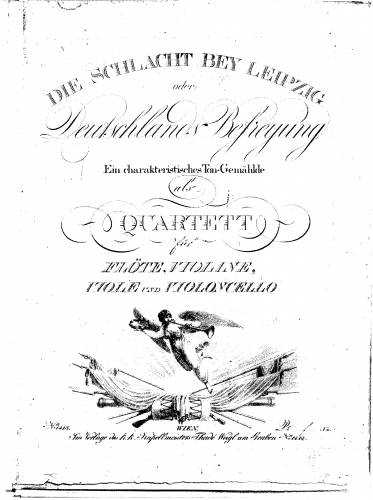 DIE SCHLACHT BEY LEIPZIG
oder
Deutschlands Befreyung
Ein charakteristisches Ton-Gemählde
als
QUARTETT
für
FLÖTE, VIOLINE,
VIOLE UND VIOLONCELLO
WIEN,
Im Verlage des k.k. Kapellmeisters Thadé Weigl am Graben